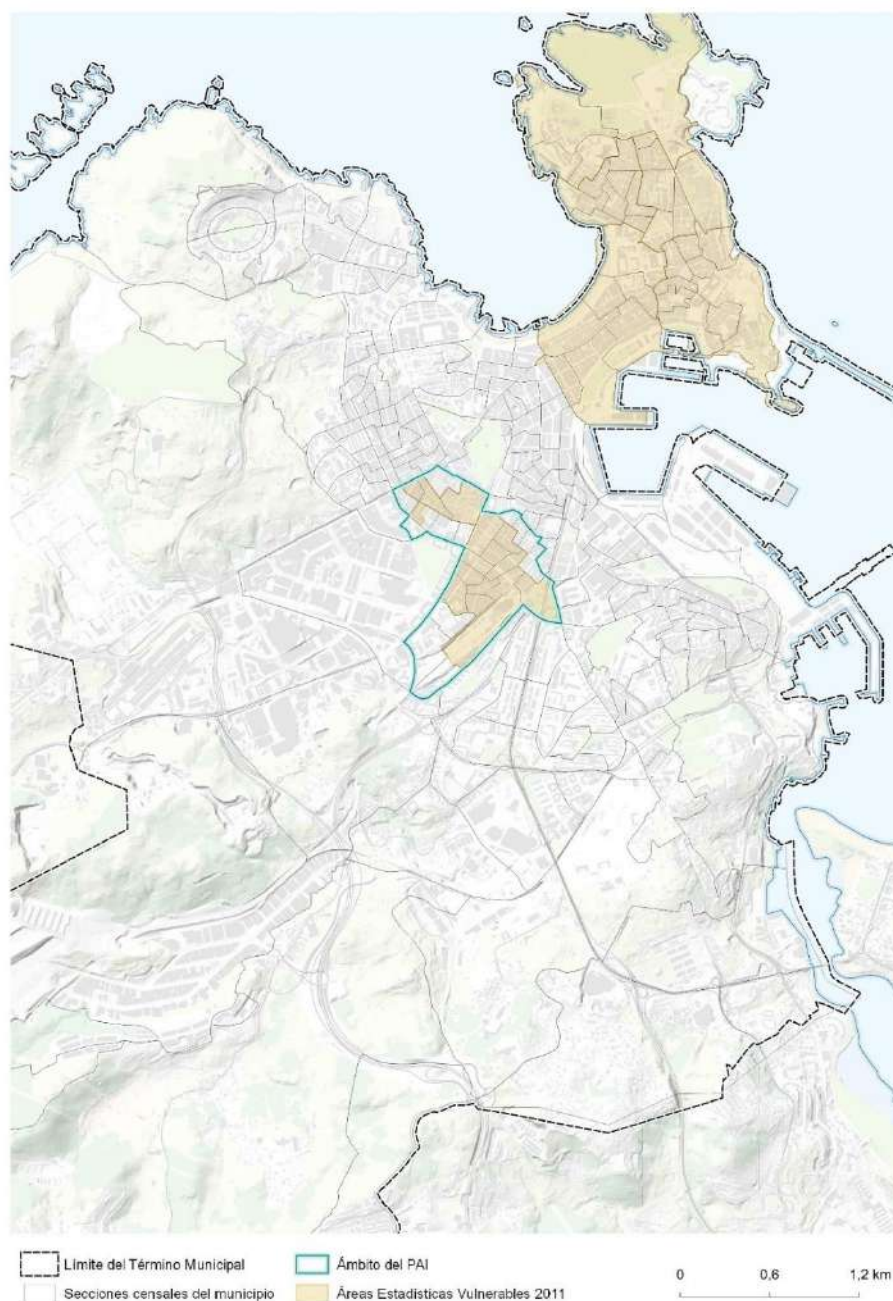 Límite del Término Municipal
Ámbito del PAI
0 0,6 1,2 km
Secciones censales del municipio
Áreas Estadísticas Vulnerables 2011